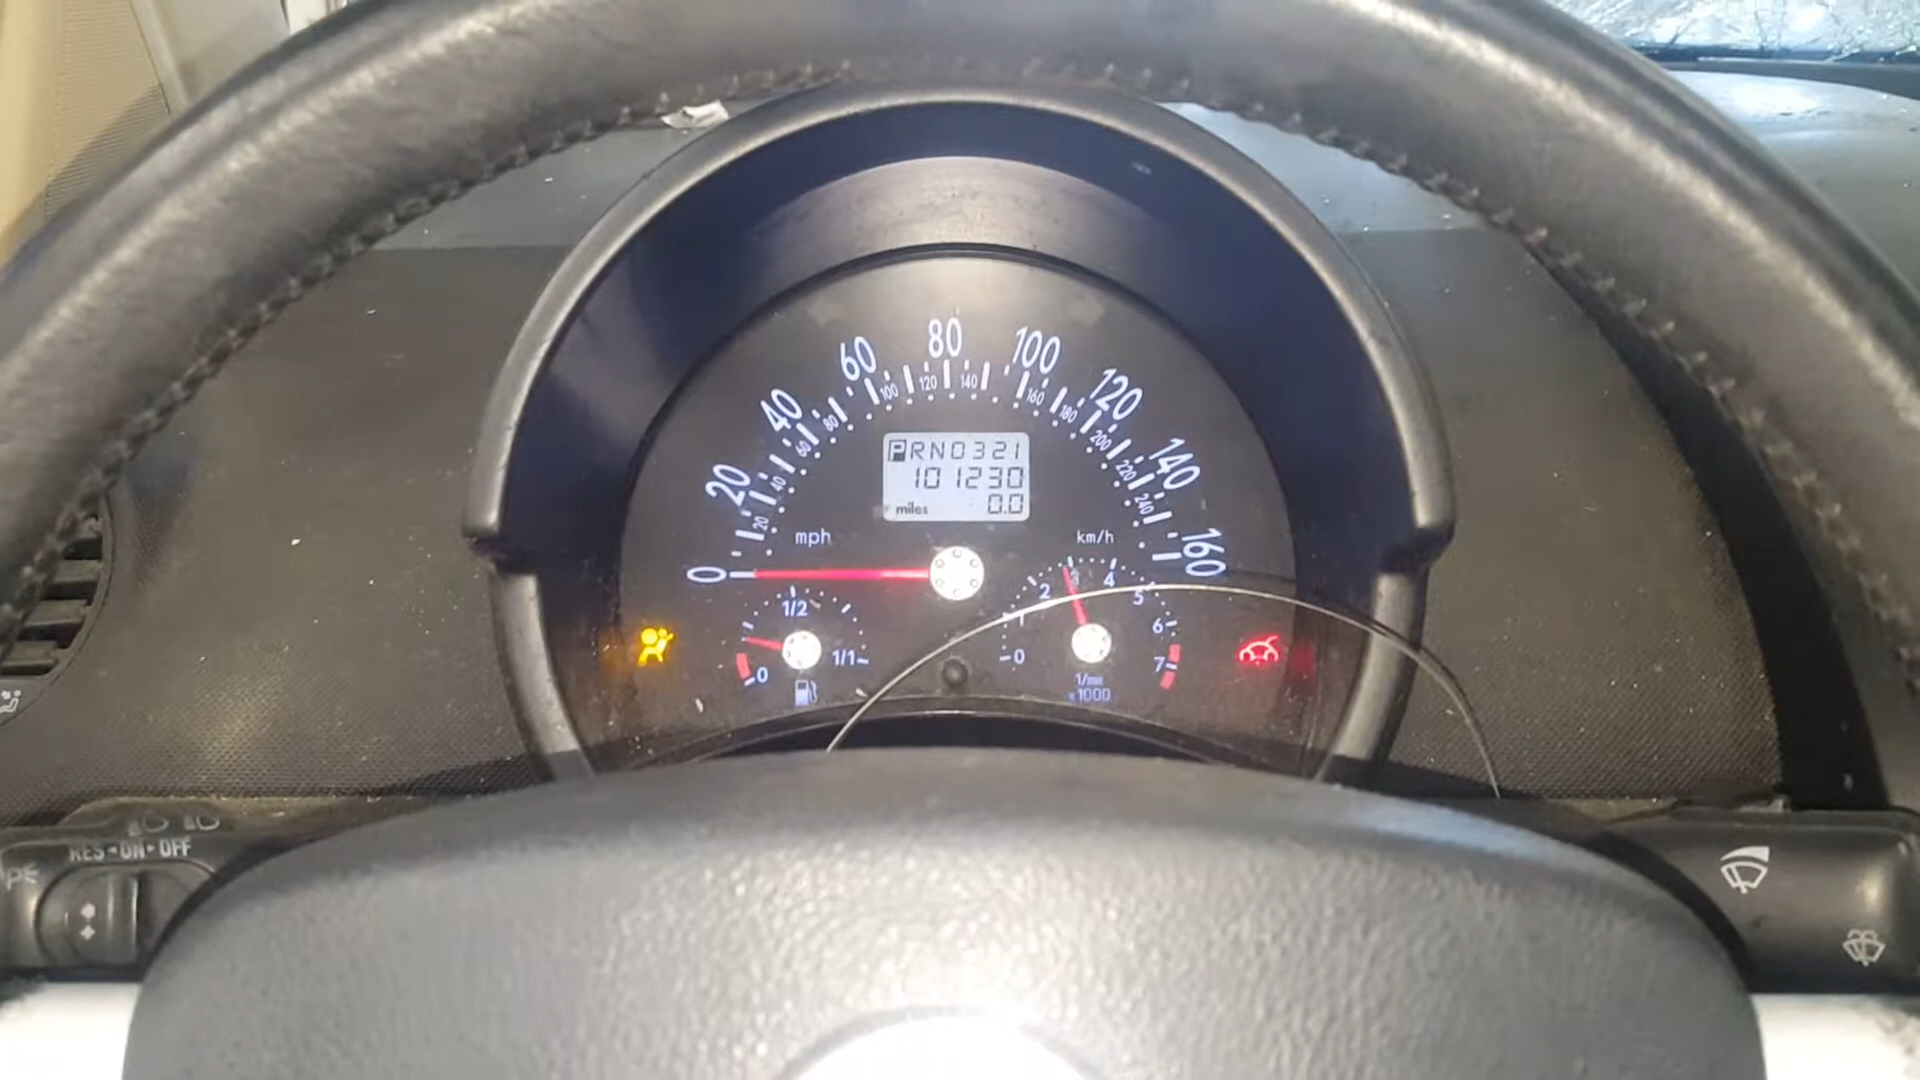 0 20 40 60 80 100 120 140 160
20 40 60 80 100 120 140 160 180 200 220 240
PRND321
101230
miles 0.0
mph
km/h
0 1/2 1/1
0 1 2 3 4 5 6 7
1/min
x1000
RES◂ON▸OFF